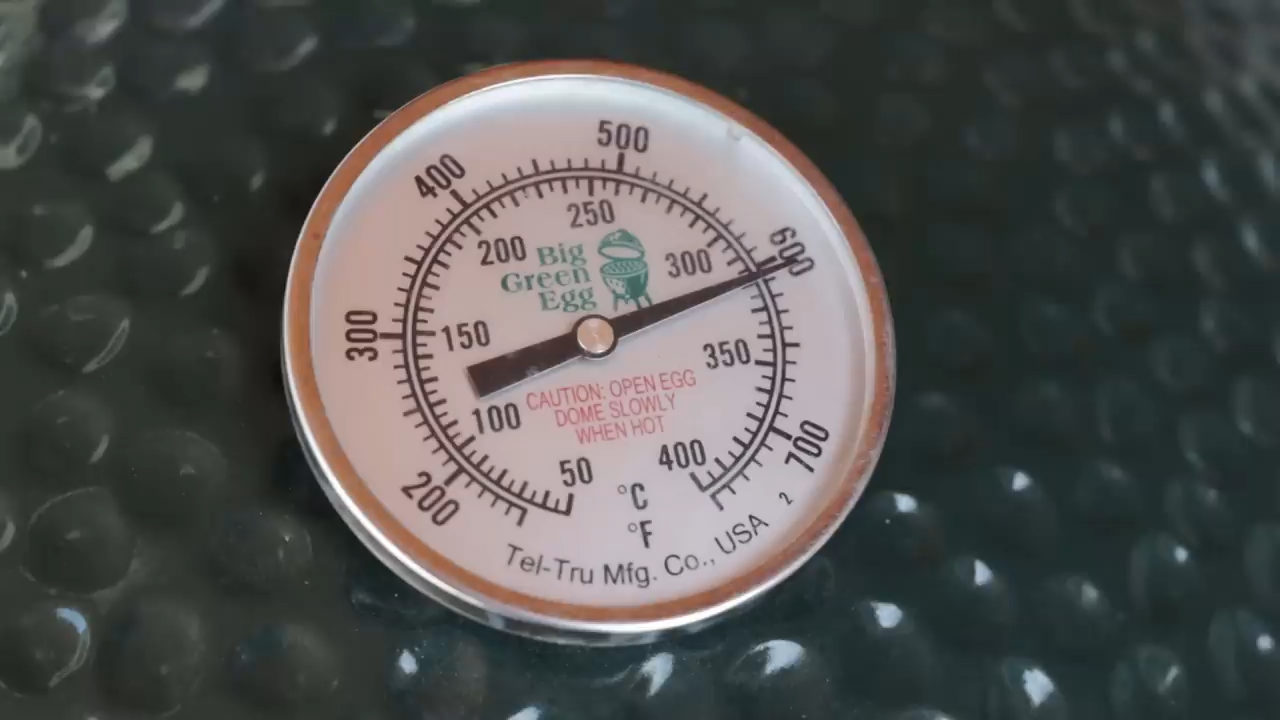 500
400
600
250
200
300
Big
Green
Egg
300
150
350
CAUTION: OPEN EGG
DOME SLOWLY
WHEN HOT
100
700
400
50
200
°C
°F
Tel-Tru Mfg. Co., USA 2